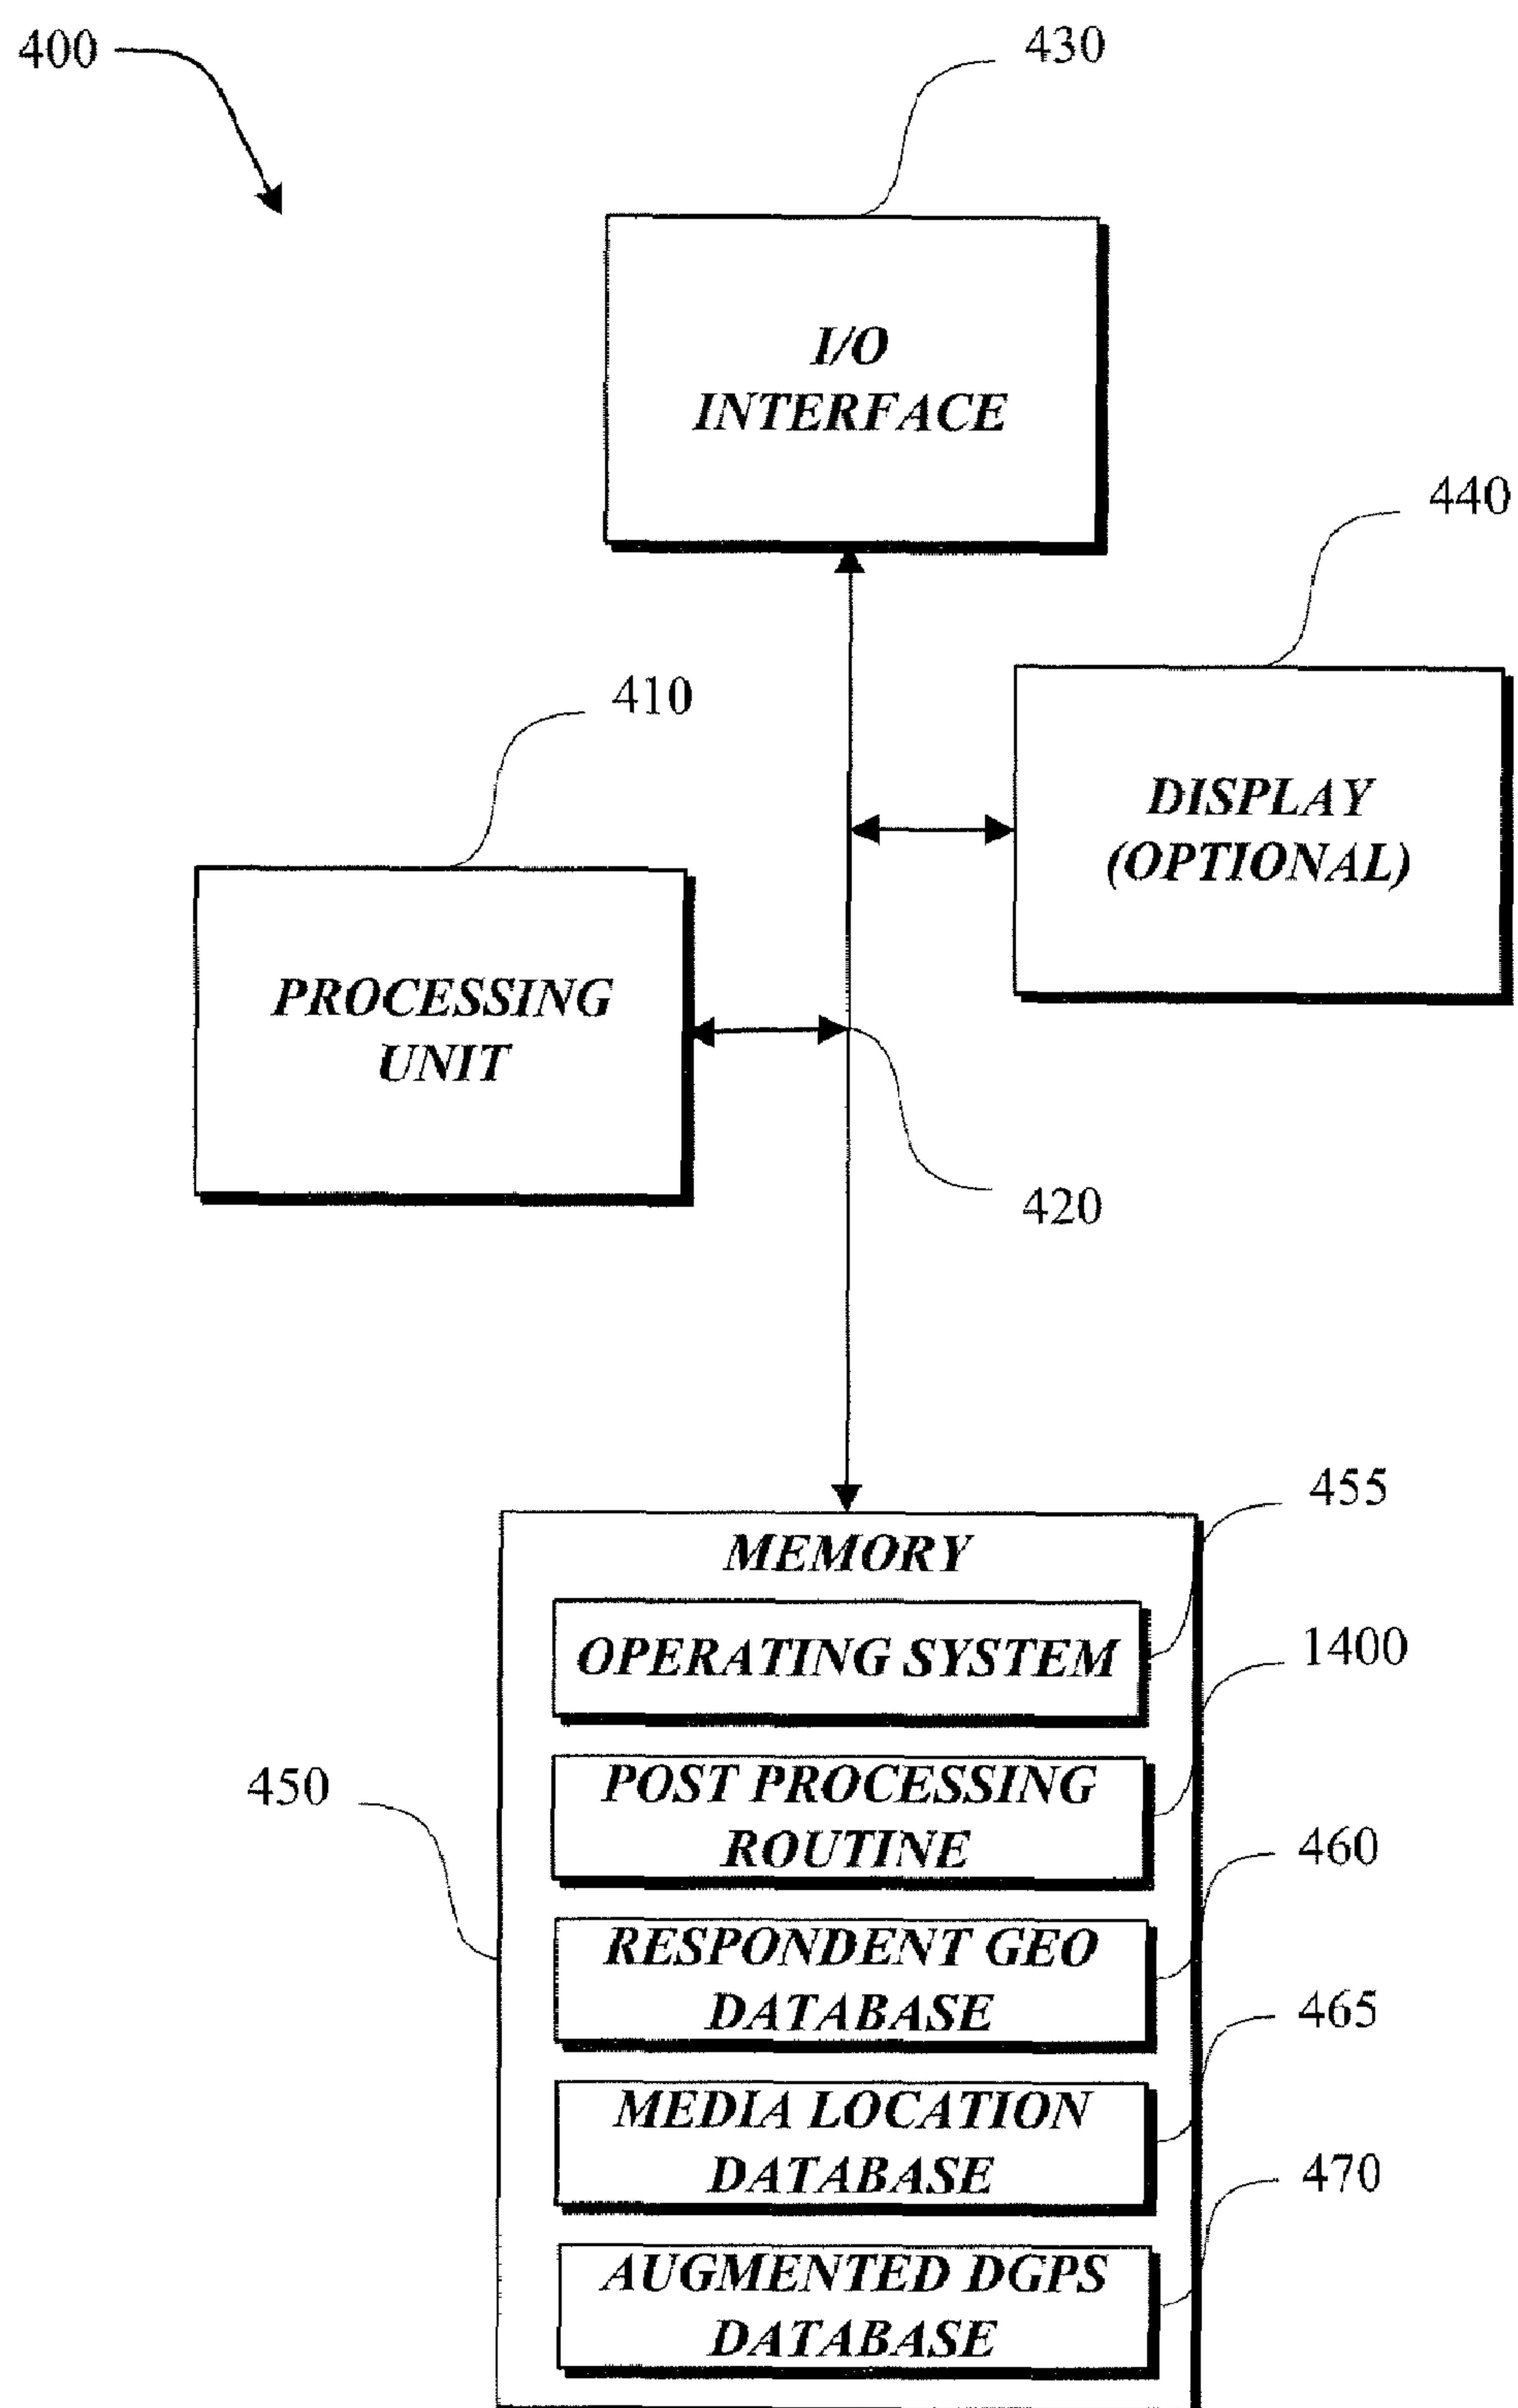 400
430
I/O
INTERFACE
440
410
DISPLAY
(OPTIONAL)
PROCESSING
UNIT
420
455
MEMORY
OPERATING SYSTEM
1400
POST PROCESSING
ROUTINE
450
460
RESPONDENT GEO
DATABASE
465
MEDIA LOCATION
DATABASE
470
AUGMENTED DGPS
DATABASE